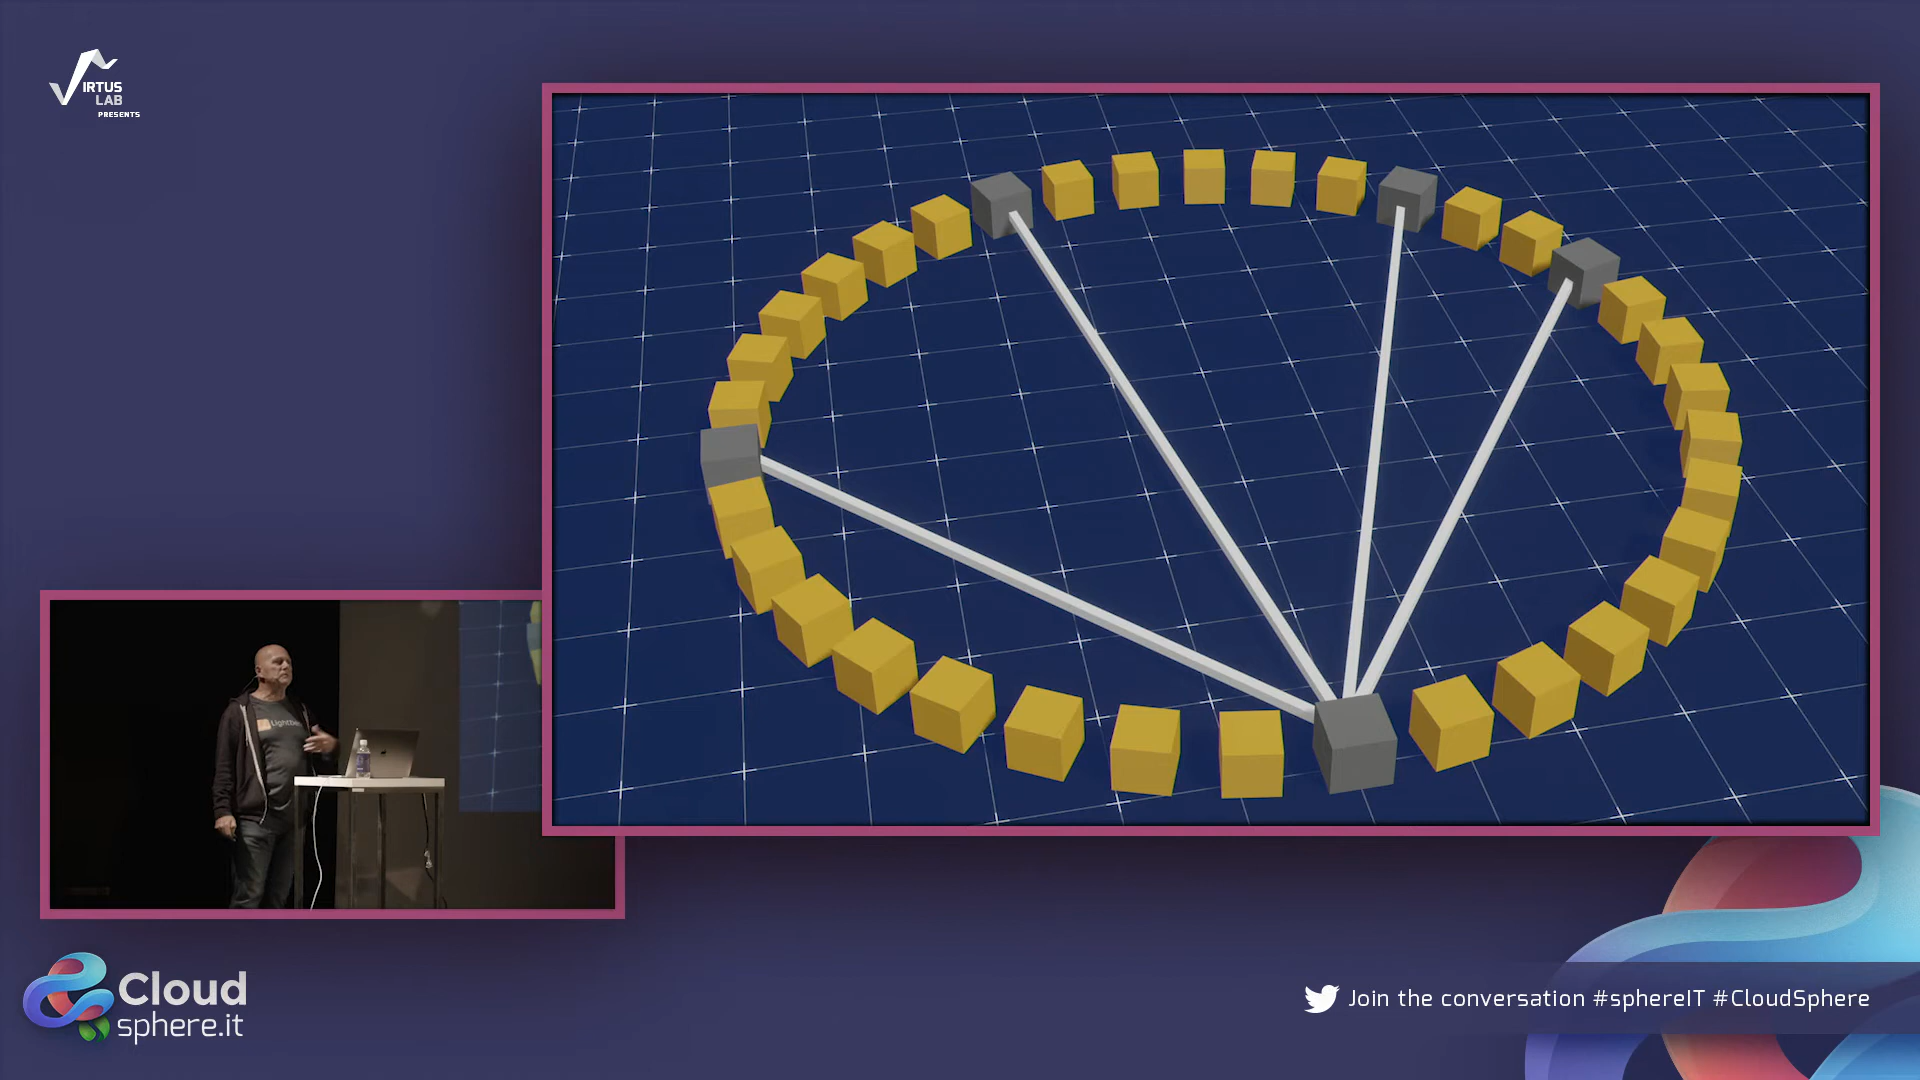 IRTUS
LAB
PRESENTS
Cloud
sphere.it
Join the conversation #sphereIT #CloudSphere